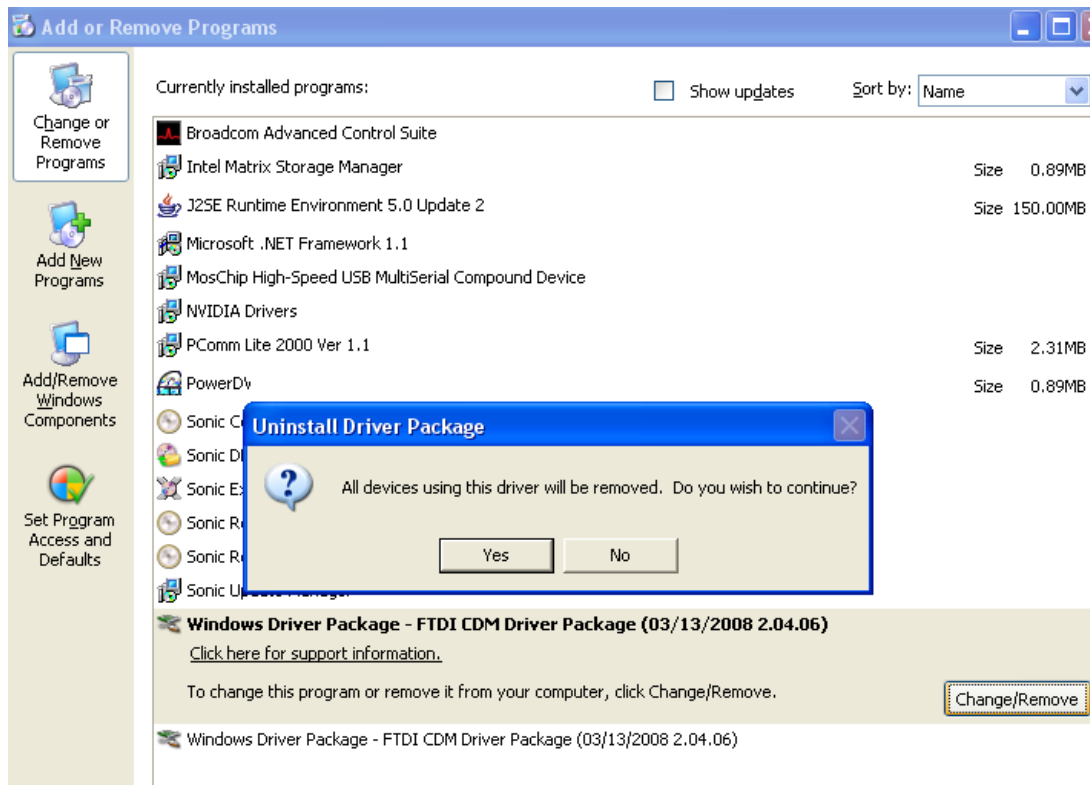 Add or Remove Programs
Change or
Remove
Programs
Add New
Programs
Add/Remove
Windows
Components
Set Program
Access and
Defaults
Currently installed programs:
Show updates
Sort by: Name
Broadcom Advanced Control Suite
Intel Matrix Storage Manager Size 0.89MB
J2SE Runtime Environment 5.0 Update 2 Size 150.00MB
Microsoft .NET Framework 1.1
MosChip High-Speed USB MultiSerial Compound Device
NVIDIA Drivers
PComm Lite 2000 Ver 1.1 Size 2.31MB
Size 0.89MB
Sonic
Sonic
Sonic
Sonic
Sonic
Sonic
Uninstall Driver Package
All devices using this driver will be removed. Do you wish to continue?
Yes No
Windows Driver Package - FTDI CDM Driver Package (03/13/2008 2.04.06)
Click here for support information.
To change this program or remove it from your computer, click Change/Remove.
Change/Remove
Windows Driver Package - FTDI CDM Driver Package (03/13/2008 2.04.06)